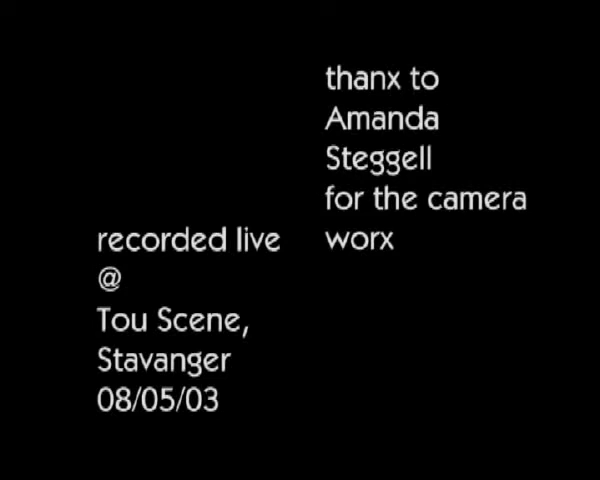 thanx to
Amanda
Steggell
for the camera
worx
recorded live
@
Tou Scene,
Stavanger
08/05/03